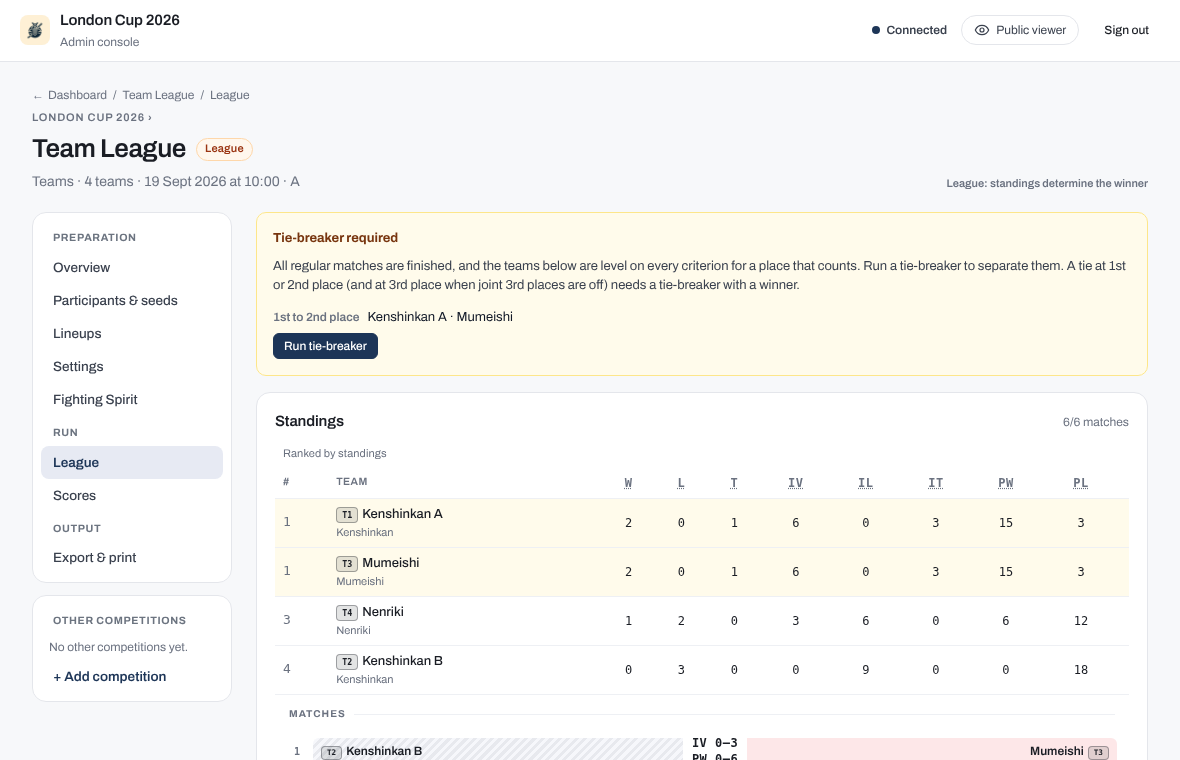 London Cup 2026
Admin console
Connected
Public viewer
Sign out
← Dashboard / Team League / League
LONDON CUP 2026 ›
Team League League
Teams · 4 teams · 19 Sept 2026 at 10:00 · A
League: standings determine the winner
PREPARATION
Overview
Participants & seeds
Lineups
Settings
Fighting Spirit
RUN
League
Scores
OUTPUT
Export & print
OTHER COMPETITIONS
No other competitions yet.
+ Add competition
Tie-breaker required
All regular matches are finished, and the teams below are level on every criterion for a place that counts. Run a tie-breaker to separate them. A tie at 1st
or 2nd place (and at 3rd place when joint 3rd places are off) needs a tie-breaker with a winner.
1st to 2nd place Kenshinkan A · Mumeishi
Run tie-breaker
Standings 6/6 matches
Ranked by standings
# TEAM W L T IV IL IT PW PL
1 T1 Kenshinkan A 2 0 1 6 0 3 15 3
Kenshinkan
1 T3 Mumeishi 2 0 1 6 0 3 15 3
Mumeishi
3 T4 Nenriki 1 2 0 3 6 0 6 12
Nenriki
4 T2 Kenshinkan B 0 3 0 0 9 0 0 18
Kenshinkan
MATCHES
1 T2 Kenshinkan B IV 0–3 Mumeishi T3
PW 0–6